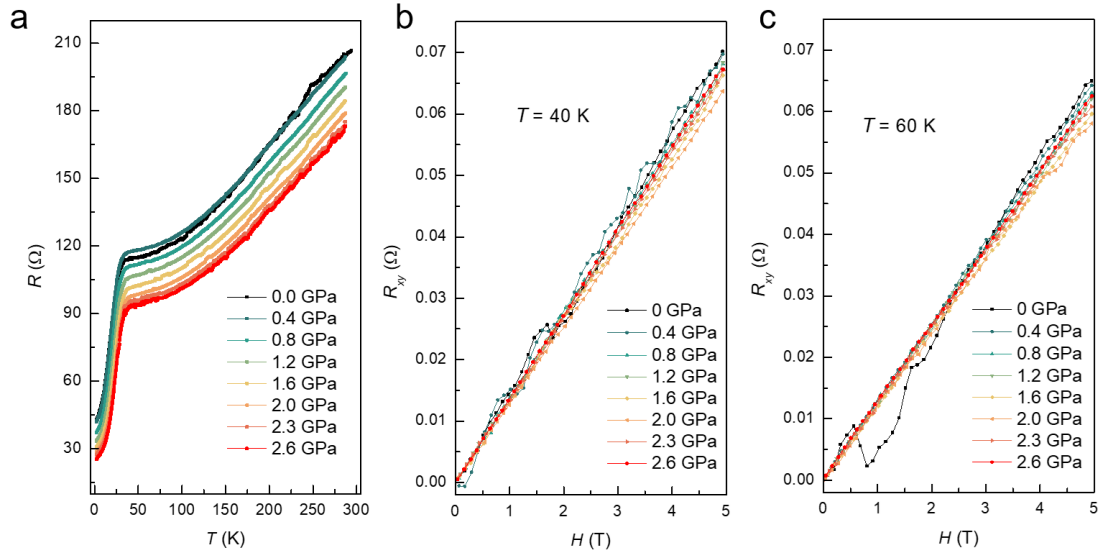 a
210
180
150
120
90
60
30
R (Ω)
0 50 100 150 200 250 300
T (K)
0.0 GPa
0.4 GPa
0.8 GPa
1.2 GPa
1.6 GPa
2.0 GPa
2.3 GPa
2.6 GPa
b
0.07
0.06
0.05
0.04
0.03
0.02
0.01
0.00
Rxy (Ω)
0 1 2 3 4 5
H (T)
T = 40 K
0 GPa
0.4 GPa
0.8 GPa
1.2 GPa
1.6 GPa
2.0 GPa
2.3 GPa
2.6 GPa
c
0.07
0.06
0.05
0.04
0.03
0.02
0.01
0.00
Rxy (Ω)
0 1 2 3 4 5
H (T)
T = 60 K
0 GPa
0.4 GPa
0.8 GPa
1.2 GPa
1.6 GPa
2.0 GPa
2.3 GPa
2.6 GPa